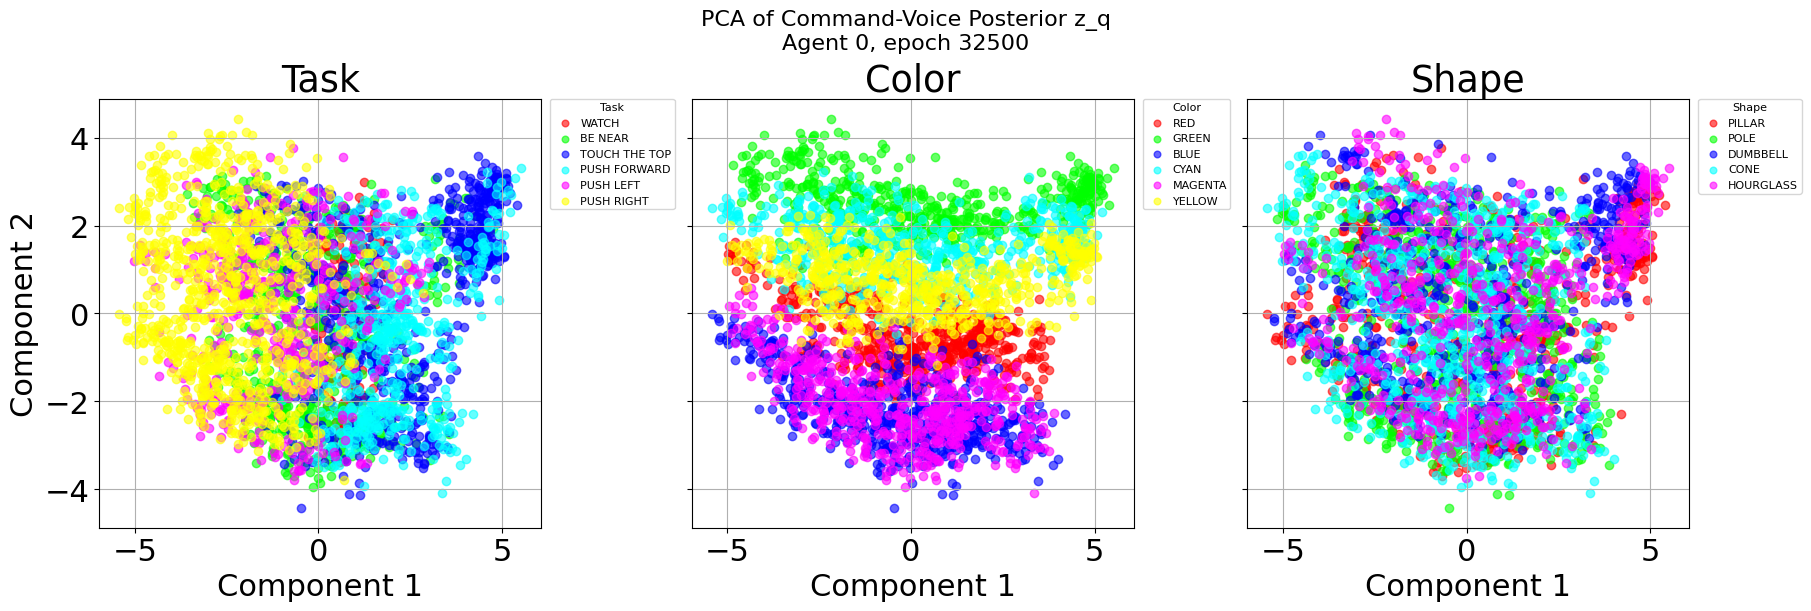 PCA of Command-Voice Posterior z_q
Agent 0, epoch 32500
Task
Component 2
4
2
0
−2
−4
−5
0
5
Component 1
Task
WATCH
BE NEAR
TOUCH THE TOP
PUSH FORWARD
PUSH LEFT
PUSH RIGHT
Color
−5
0
5
Component 1
Color
RED
GREEN
BLUE
CYAN
MAGENTA
YELLOW
Shape
−5
0
5
Component 1
Shape
PILLAR
POLE
DUMBBELL
CONE
HOURGLASS